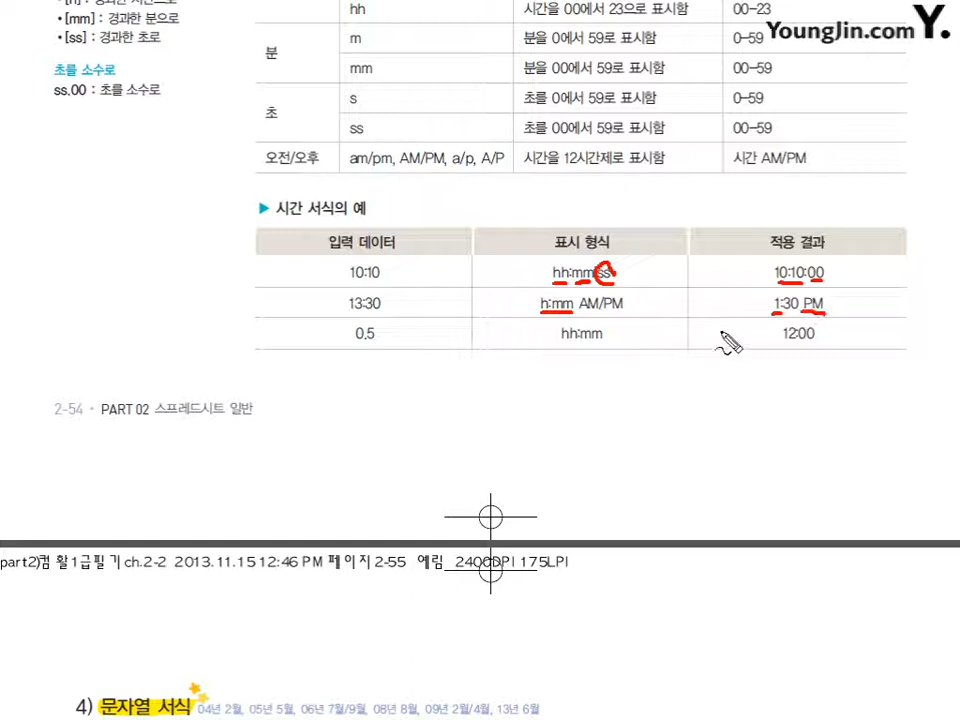 •[h] : 경과한 시간으로
•[mm] : 경과한 분으로
•[ss] : 경과한 초로
초를 소수로
ss.00 : 초를 소수로
hh 시간을 00에서 23으로 표시함 00-23
YoungJin.com Y.
분 m 분을 0에서 59로 표시함 0-59
mm 분을 00에서 59로 표시함 00-59
초 s 초를 0에서 59로 표시함 0-59
ss 초를 00에서 59로 표시함 00-59
오전/오후 am/pm, AM/PM, a/p, A/P 시간을 12시간제로 표시함 시간 AM/PM
▶ 시간 서식의 예
입력 데이터 표시 형식 적용 결과
10:10 hh:mm:ss 10:10:00
13:30 h:mm AM/PM 1:30 PM
0.5 hh:mm 12:00
2-54 • PART 02 스프레드시트 일반
part2)컴 활1급필 기 ch.2-2 2013.11.15 12:46 PM 페이지 2-55 예림 2400DPI 175LPI
4) 문자열 서식 04년 2월, 05년 5월, 06년 7월/9월, 08년 8월, 09년 2월/4월, 13년 6월